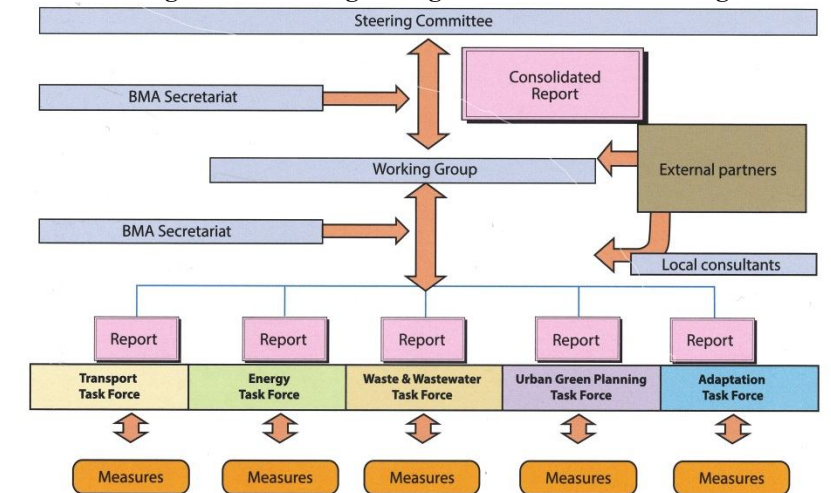 Steering Committee
Consolidated
Report
BMA Secretariat
Working Group
External partners
BMA Secretariat
Local consultants
Report
Report
Report
Report
Report
Transport
Task Force
Energy
Task Force
Waste & Wastewater
Task Force
Urban Green Planning
Task Force
Adaptation
Task Force
Measures
Measures
Measures
Measures
Measures